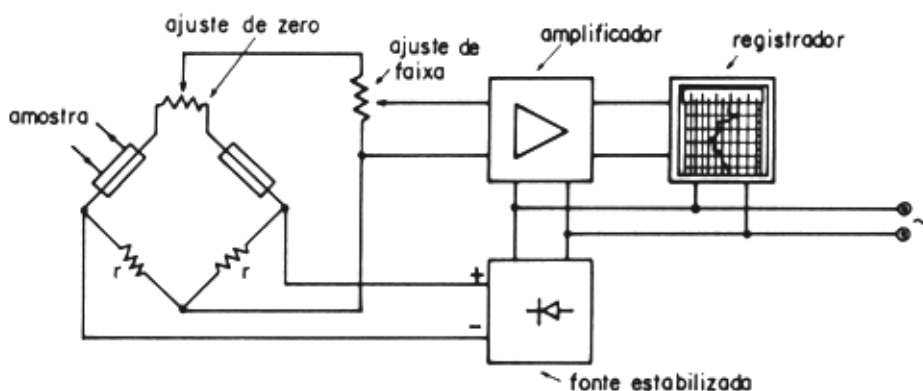 ajuste de zero
ajuste de
faixa
amplificador
registrador
amostra
r
r
+
-
~
fonte estabilizada